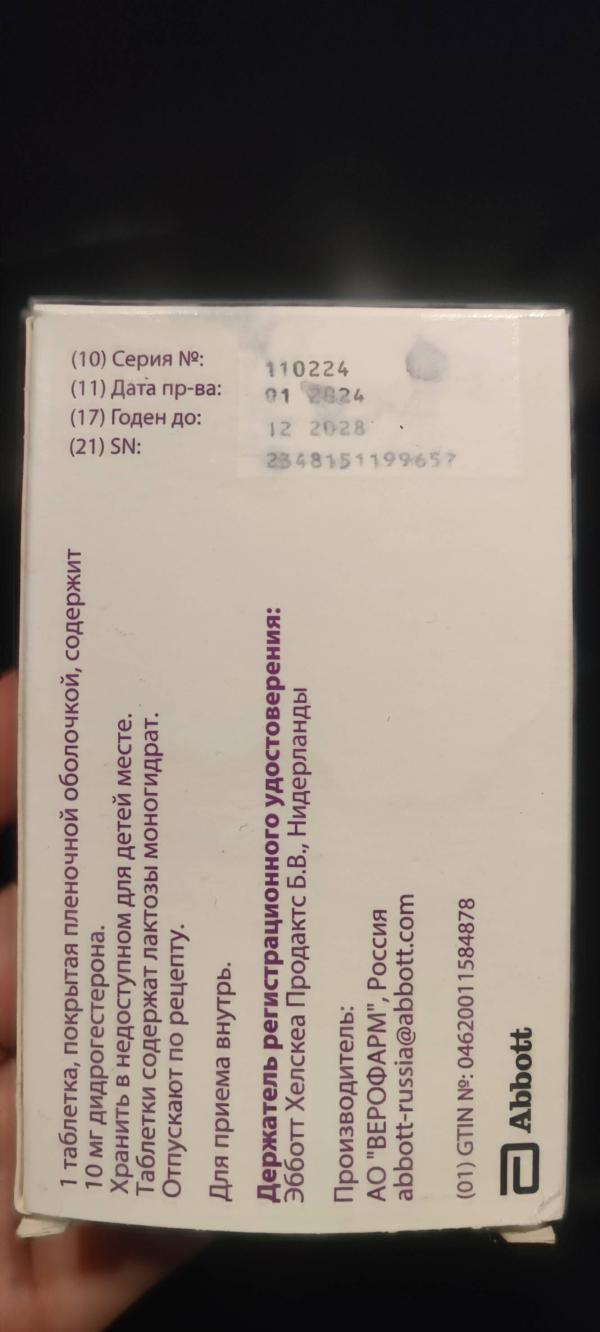 (10) Серия №: 110224
(11) Дата пр-ва: 01 2024
(17) Годен до: 12 2028
(21) SN: 2348151199657
1 таблетка, покрытая пленочной оболочкой, содержит
10 мг дидрогестерона.
Хранить в недоступном для детей месте.
Таблетки содержат лактозы моногидрат.
Отпускают по рецепту.
Для приема внутрь.
Держатель регистрационного удостоверения:
Эбботт Хелскеа Продактс Б.В., Нидерланды
Производитель:
АО "ВЕРОФАРМ", Россия
abbott-russia@abbott.com
(01) GTIN №: 04620011584878
Abbott